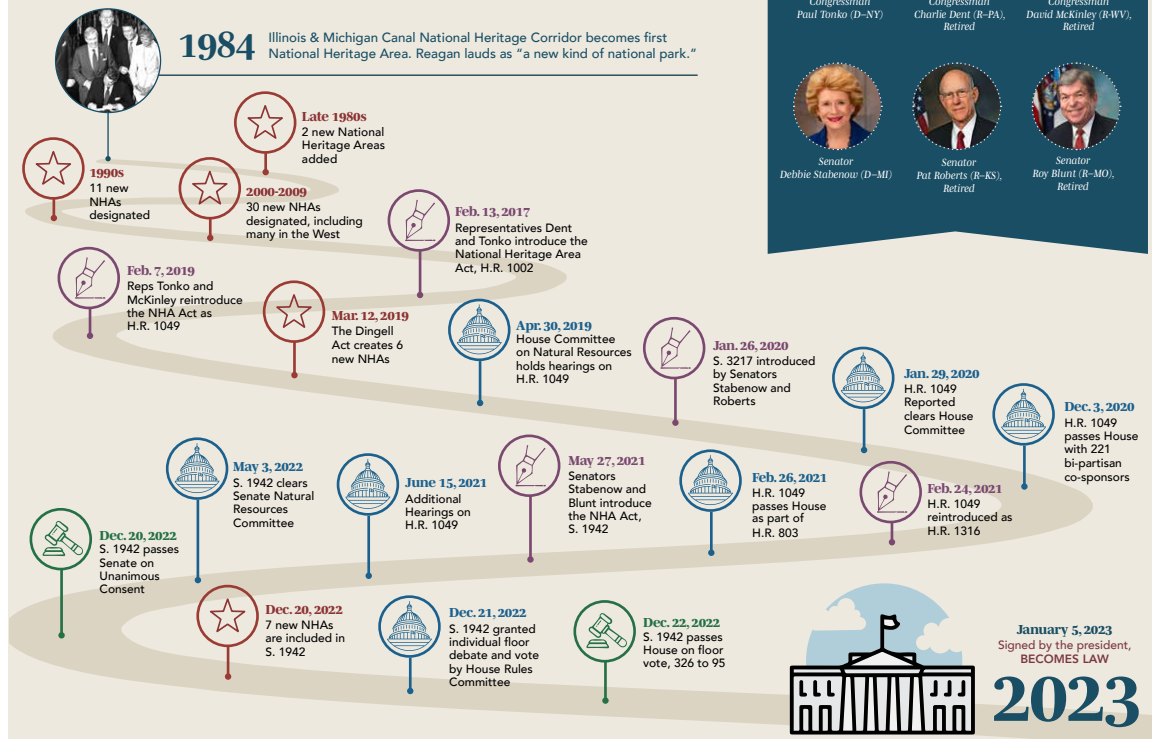 Congressman
Paul Tonko (D–NY)
Congressman
Charlie Dent (R–PA),
Retired
Congressman
David McKinley (R-WV),
Retired
1984
Illinois & Michigan Canal National Heritage Corridor becomes first
National Heritage Area. Reagan lauds as “a new kind of national park.”
Senator
Debbie Stabenow (D–MI)
Senator
Pat Roberts (R–KS),
Retired
Senator
Roy Blunt (R–MO),
Retired
Late 1980s
2 new National
Heritage Areas
added
1990s
11 new
NHAs
designated
2000-2009
30 new NHAs
designated, including
many in the West
Feb. 13, 2017
Representatives Dent
and Tonko introduce the
National Heritage Area
Act, H.R. 1002
Feb. 7, 2019
Reps Tonko and
McKinley reintroduce
the NHA Act as
H.R. 1049
Mar. 12, 2019
The Dingell
Act creates 6
new NHAs
Apr. 30, 2019
House Committee
on Natural Resources
holds hearings on
H.R. 1049
Jan. 26, 2020
S. 3217 introduced
by Senators
Stabenow and
Roberts
Jan. 29, 2020
H.R. 1049
Reported
clears House
Committee
Dec. 3, 2020
H.R. 1049
passes House
with 221
bi-partisan
co-sponsors
Feb. 24, 2021
H.R. 1049
reintroduced as
H.R. 1316
Feb. 26, 2021
H.R. 1049
passes House
as part of
H.R. 803
May 27, 2021
Senators
Stabenow and
Blunt introduce
the NHA Act,
S. 1942
June 15, 2021
Additional
Hearings on
H.R. 1049
May 3, 2022
S. 1942 clears
Senate Natural
Resources
Committee
Dec. 20, 2022
S. 1942 passes
Senate on
Unanimous
Consent
Dec. 20, 2022
7 new NHAs
are included in
S. 1942
Dec. 21, 2022
S. 1942 granted
individual floor
debate and vote
by House Rules
Committee
Dec. 22, 2022
S. 1942 passes
House on floor
vote, 326 to 95
January 5, 2023
Signed by the president,
BECOMES LAW
2023